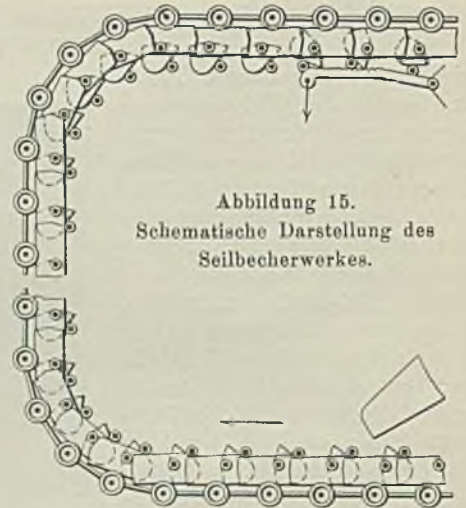 Abbildung 15.
Schematische Darstellung des
Seilbecherwerkes.